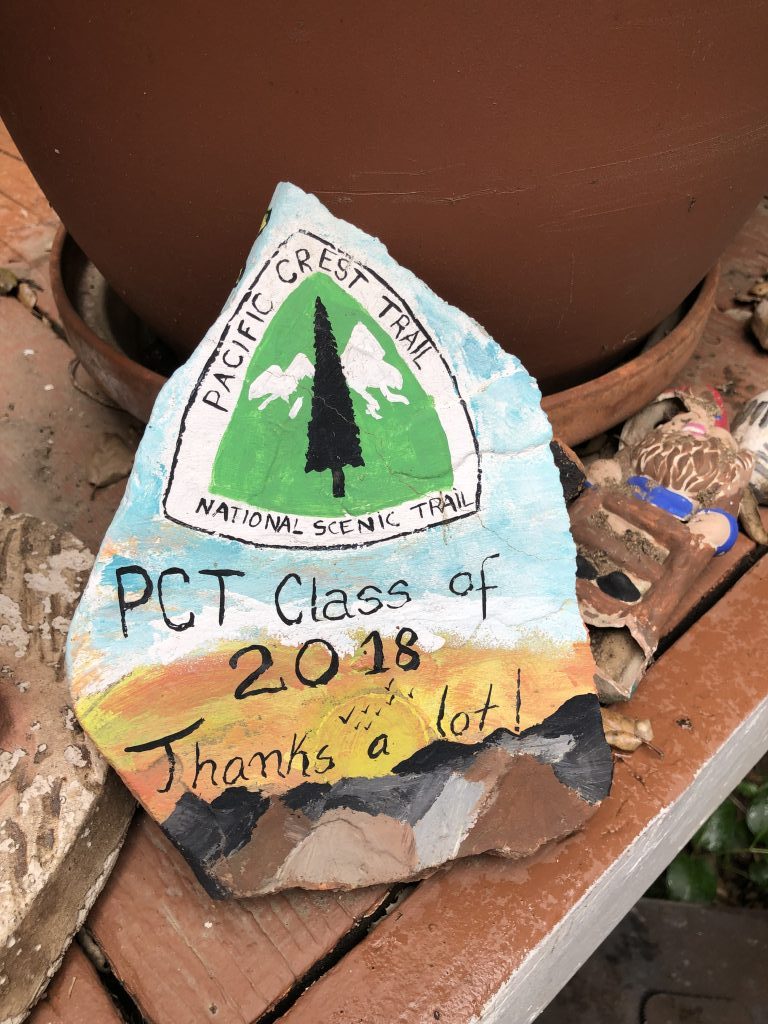 PACIFIC CREST TRAIL
NATIONAL SCENIC TRAIL
PCT Class of
2018
Thanks a lot!